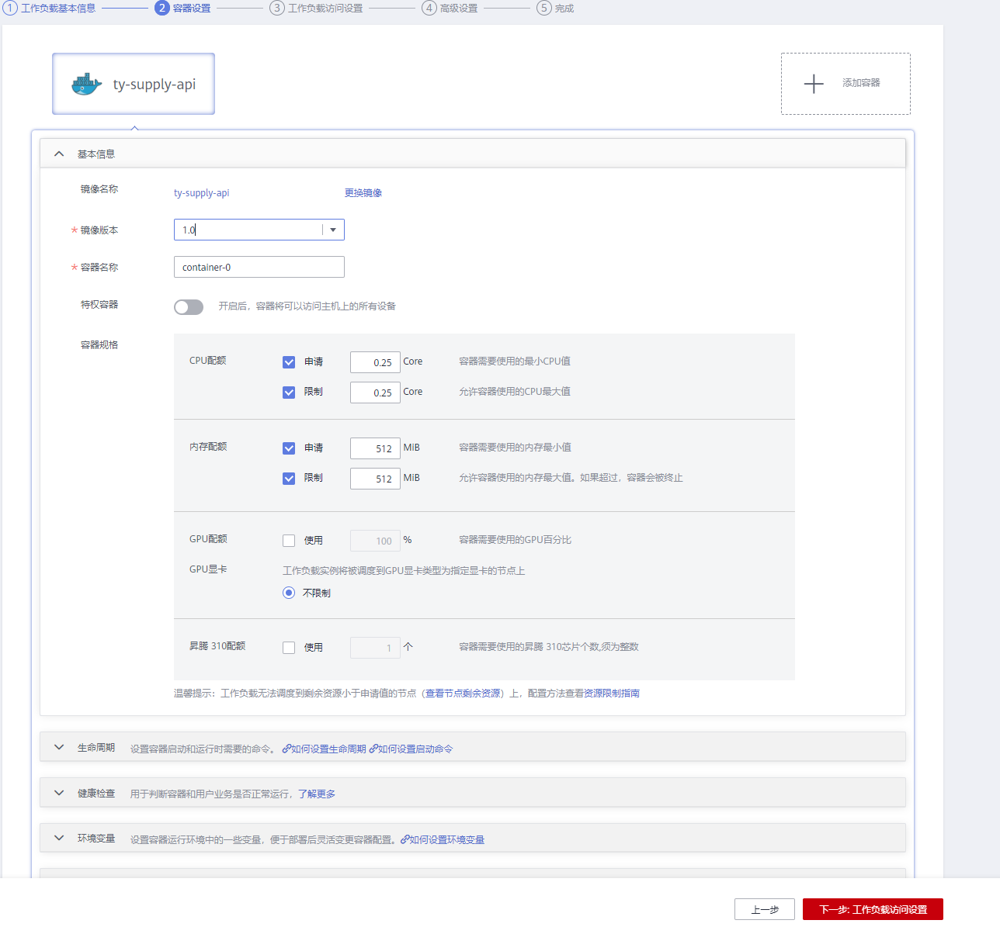 1 工作负载基本信息 2 容器设置 3 工作负载访问设置 4 高级设置 5 完成
ty-supply-api
添加容器
基本信息
镜像名称 ty-supply-api 更换镜像
* 镜像版本 1.0
* 容器名称 container-0
特权容器 开启后，容器将可以访问主机上的所有设备
容器规格
CPU配额 申请 0.25 Core 容器需要使用的最小CPU值
限制 0.25 Core 允许容器使用的CPU最大值
内存配额 申请 512 MiB 容器需要使用的内存最小值
限制 512 MiB 允许容器使用的内存最大值。如果超过，容器会被终止
GPU配额 使用 100 % 容器需要使用的GPU百分比
GPU显卡 工作负载实例将被调度到GPU显卡类型为指定显卡的节点上
不限制
昇腾 310配额 使用 1 个 容器需要使用的昇腾 310芯片个数,须为整数
温馨提示：工作负载无法调度到剩余资源小于申请值的节点（查看节点剩余资源）上，配置方法查看资源限制指南
生命周期 设置容器启动和运行时需要的命令。 如何设置生命周期 如何设置启动命令
健康检查 用于判断容器和用户业务是否正常运行，了解更多
环境变量 设置容器运行环境中的一些变量，便于部署后灵活变更容器配置。 如何设置环境变量
上一步 下一步: 工作负载访问设置